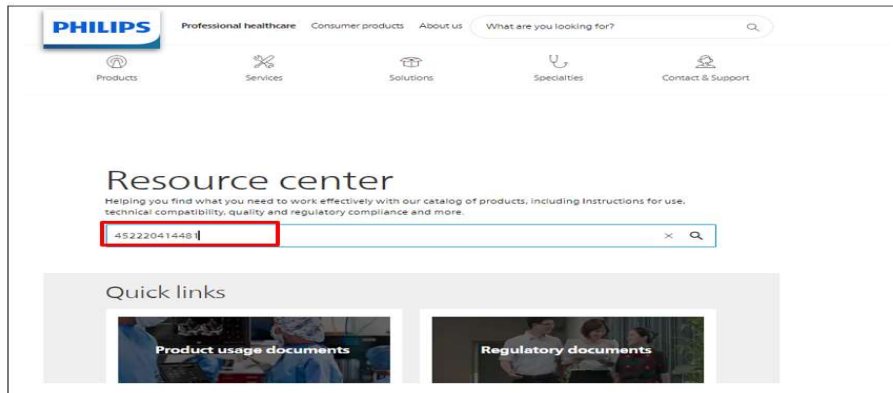 PHILIPS
Professional healthcare Consumer products About us What are you looking for?
Products Services Solutions Specialties Contact & Support
Resource center
Helping you find what you need to work effectively with our catalog of products, including Instructions for use,
technical compatibility, quality and regulatory compliance and more.
452220414481
Quick links
Product usage documents Regulatory documents